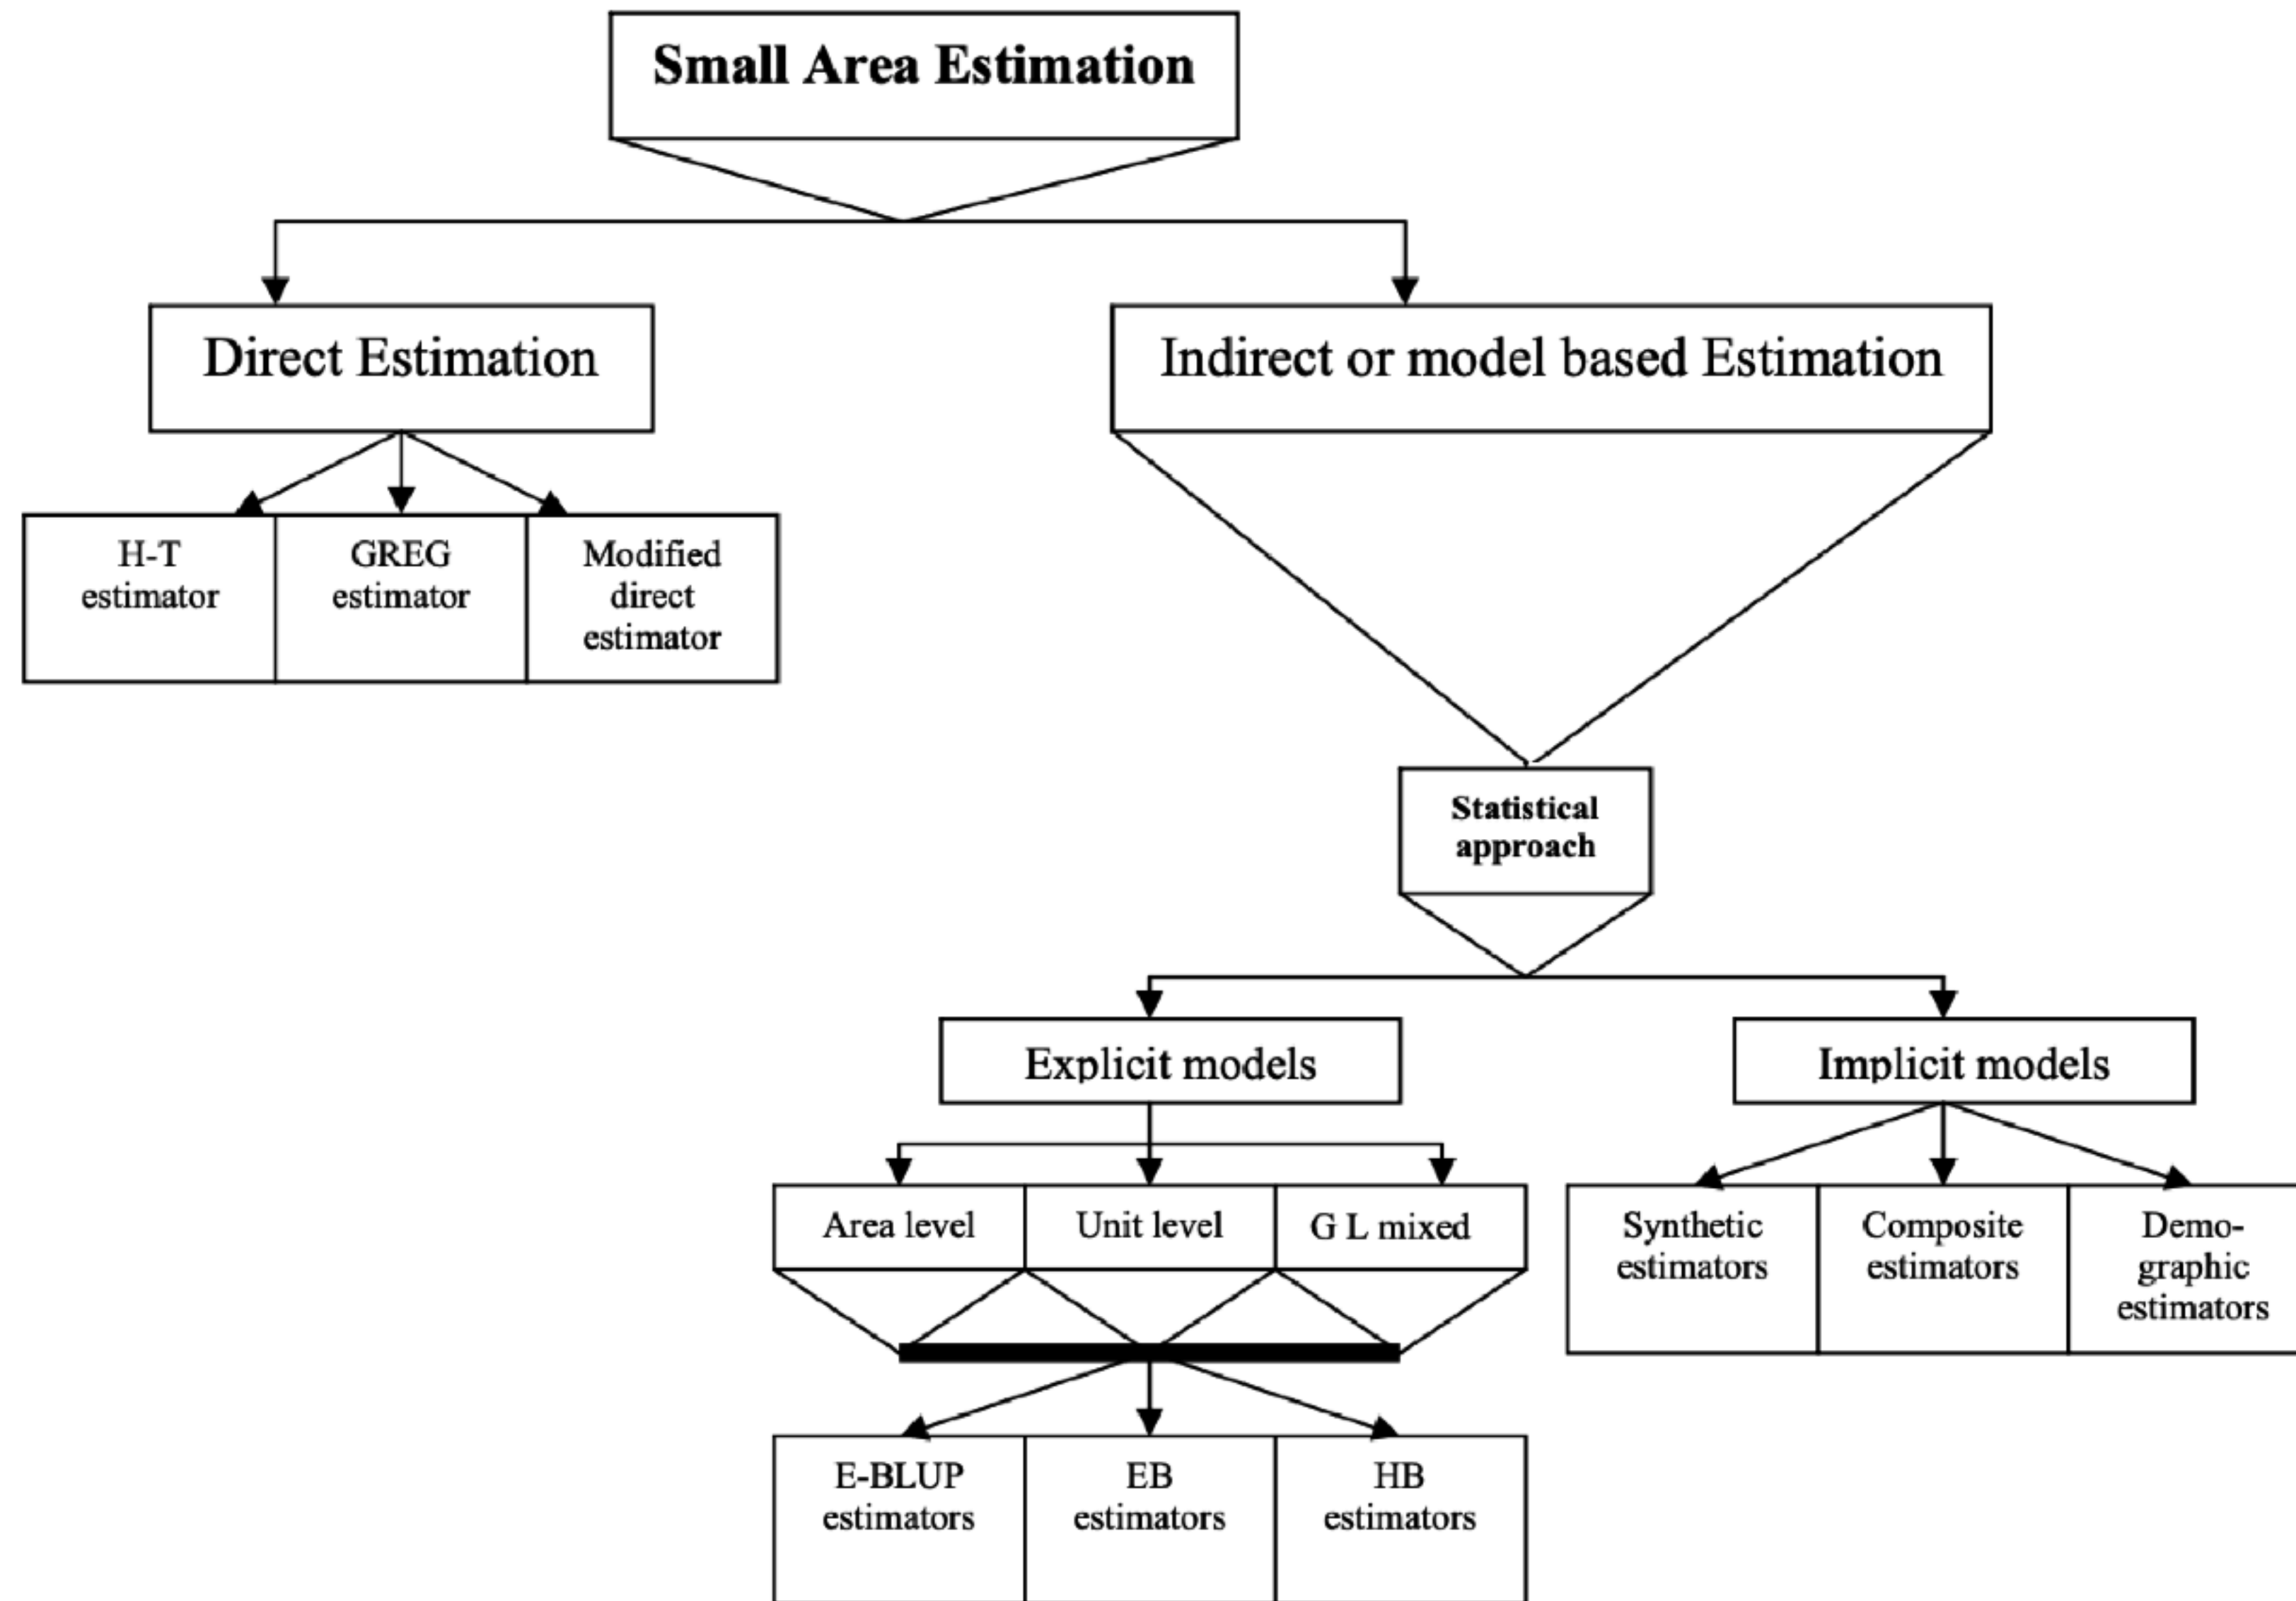 Small Area Estimation
Direct Estimation
Indirect or model based Estimation
H-T
estimator
GREG
estimator
Modified
direct
estimator
Statistical
approach
Explicit models
Implicit models
Area level
Unit level
G L mixed
Synthetic
estimators
Composite
estimators
Demo-
graphic
estimators
E-BLUP
estimators
EB
estimators
HB
estimators